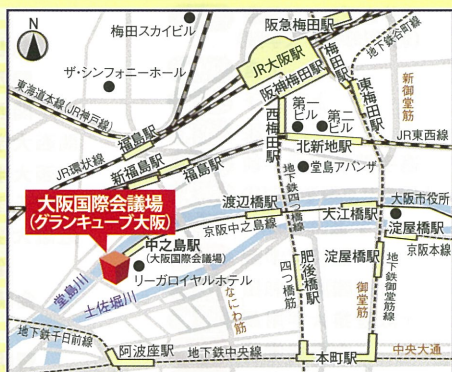 N
梅田スカイビル
阪急梅田駅
地下鉄谷町線
ザ・シンフォニーホール
JR大阪駅
梅田駅
阪神梅田駅
東梅田駅
新御堂筋
東海道本線(JR神戸線)
第一ビル
第二ビル
西梅田駅
JR環状線
福島駅
北新地駅
JR東西線
新福島駅
福島駅
堂島アバンザ
大阪国際会議場
(グランキューブ大阪)
渡辺橋駅
地下鉄四つ橋線
大江橋駅
大阪市役所
淀屋橋駅
京阪中之島線
京阪本線
中之島駅
(大阪国際会議場)
リーガロイヤルホテル
肥後橋駅
淀屋橋駅
地下鉄御堂筋線
堂島川
土佐堀川
なにわ筋
四つ橋筋
御堂筋
地下鉄千日前線
阿波座駅
地下鉄中央線
本町駅
中央大通